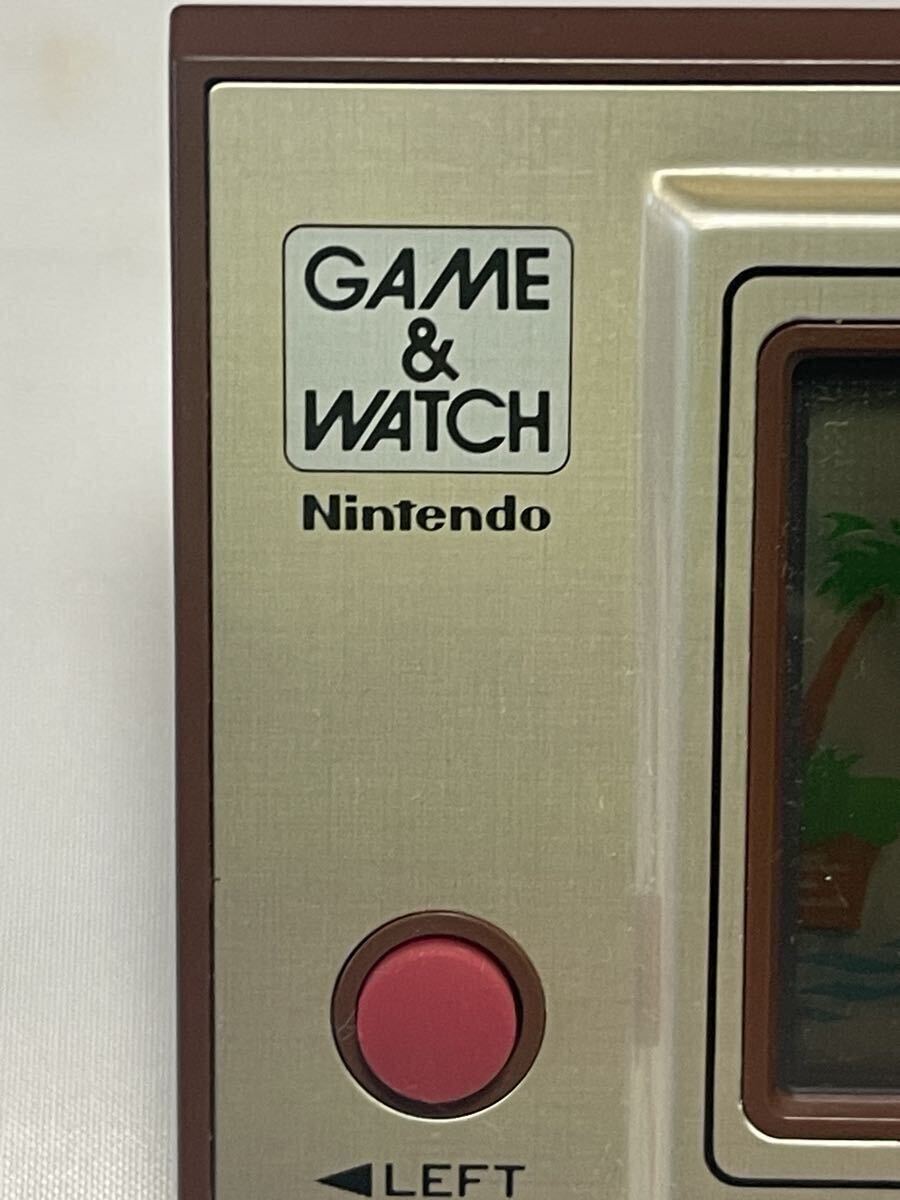 GAME
&
WATCH
Nintendo
◀LEFT